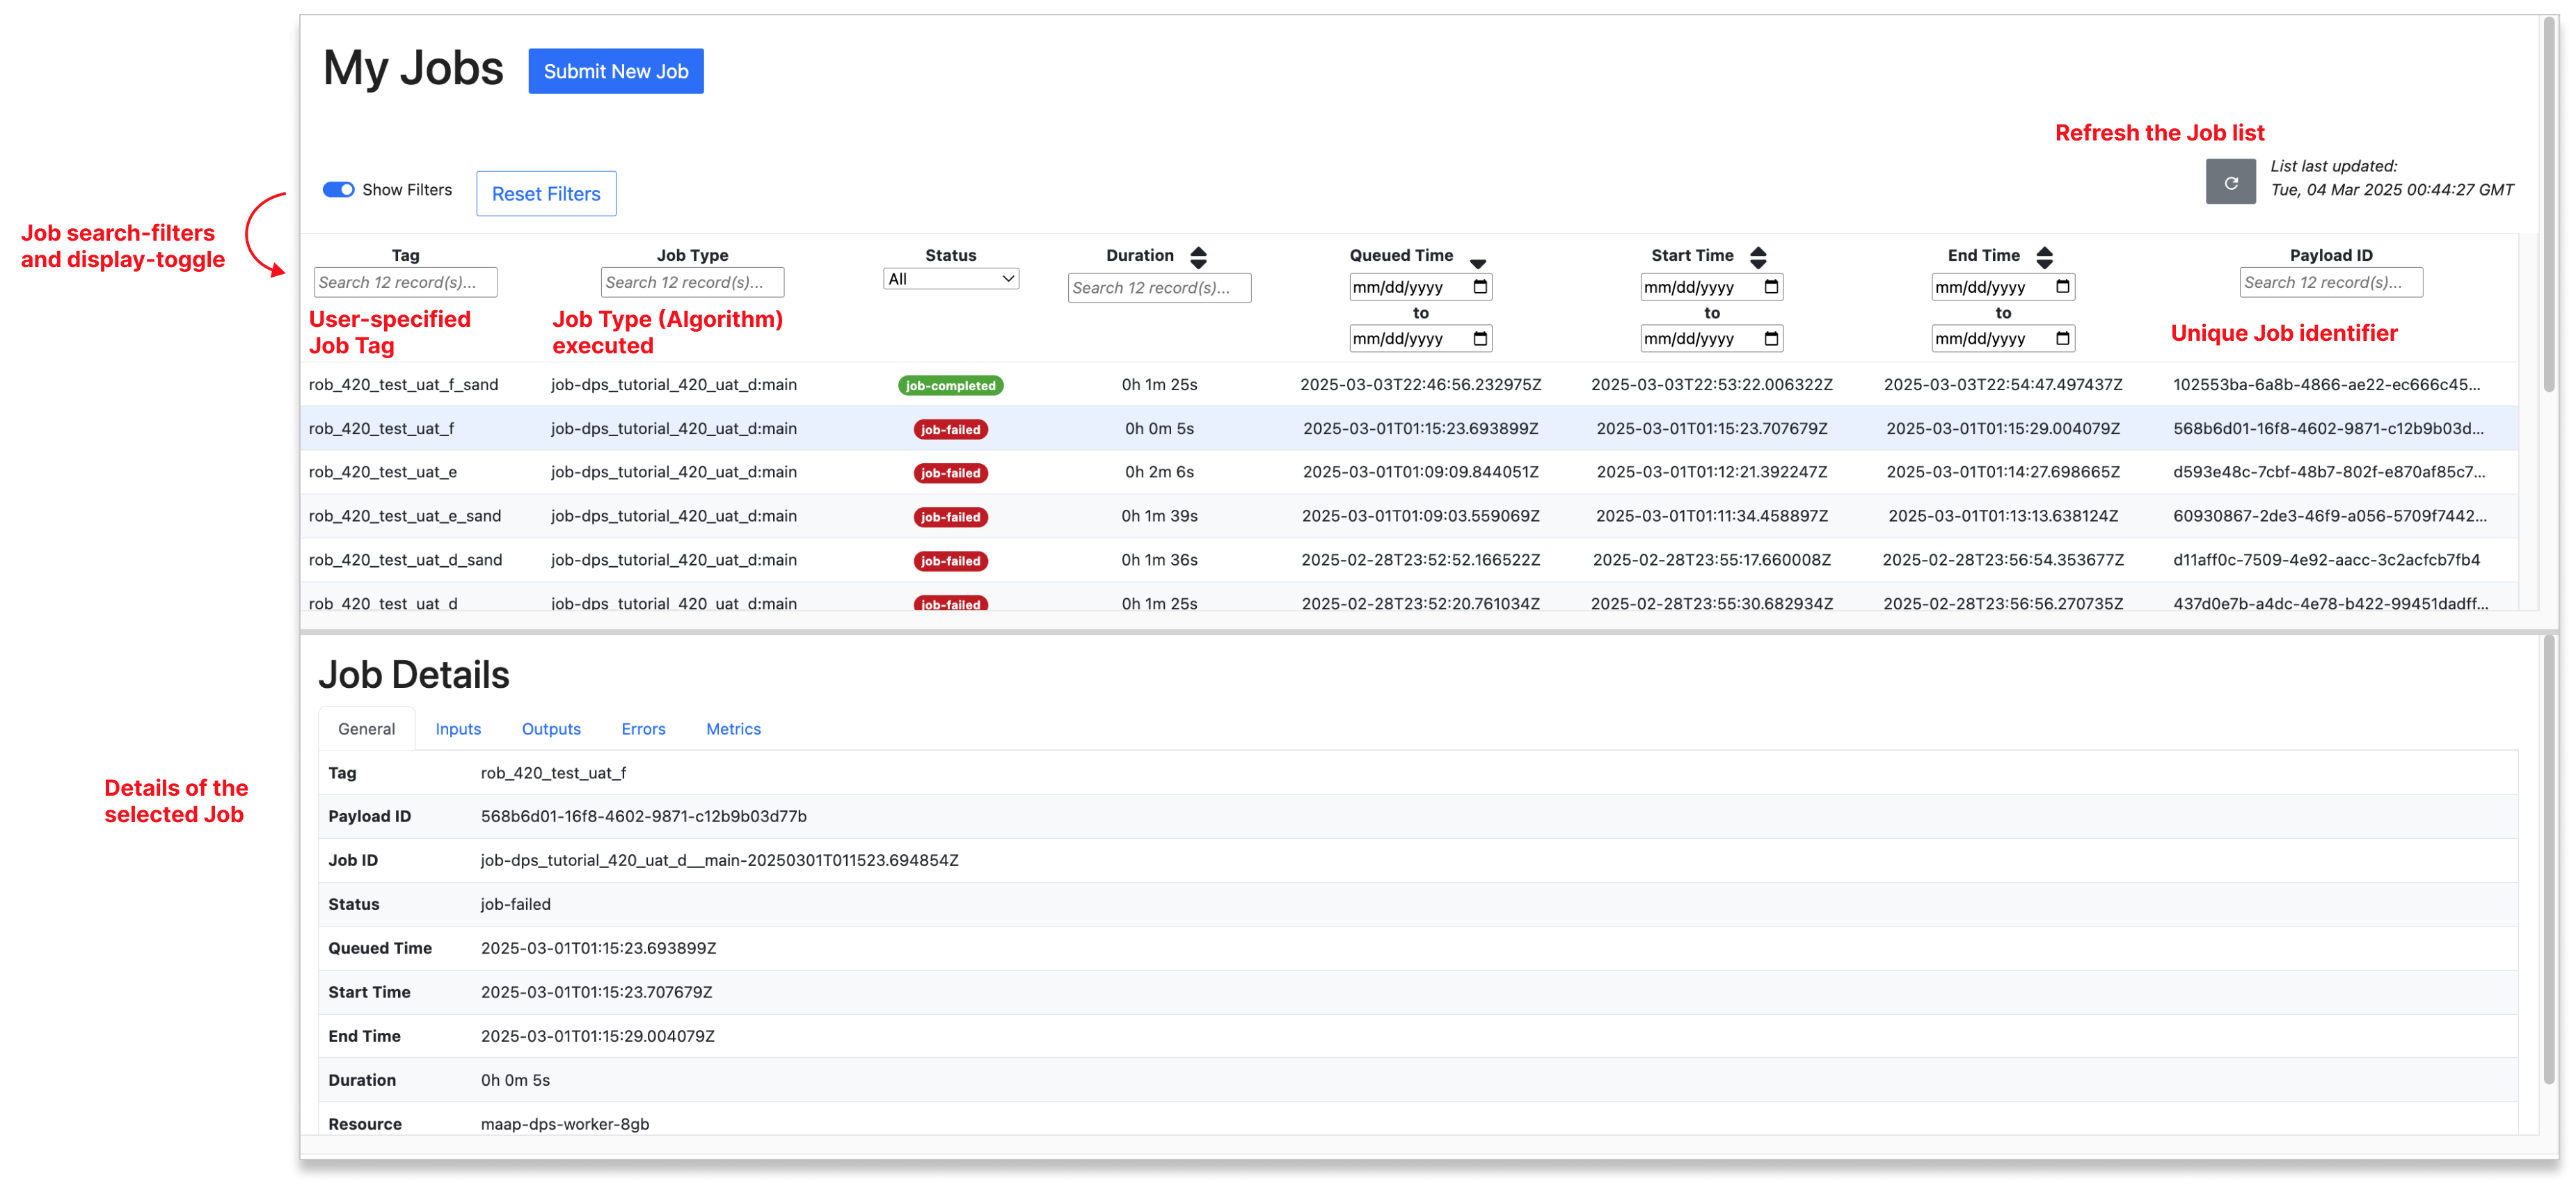 My Jobs
Submit New Job
Refresh the Job list
List last updated:
Tue, 04 Mar 2025 00:44:27 GMT
Show Filters
Reset Filters
Job search-filters
and display-toggle
Tag Job Type Status Duration Queued Time Start Time End Time Payload ID
Search 12 record(s)... Search 12 record(s)... All Search 12 record(s)... mm/dd/yyyy mm/dd/yyyy mm/dd/yyyy Search 12 record(s)...
to to to
mm/dd/yyyy mm/dd/yyyy mm/dd/yyyy
User-specified
Job Tag
Job Type (Algorithm)
executed
Unique Job identifier
rob_420_test_uat_f_sand job-dps_tutorial_420_uat_d:main job-completed 0h 1m 25s 2025-03-03T22:46:56.232975Z 2025-03-03T22:53:22.006322Z 2025-03-03T22:54:47.497437Z 102553ba-6a8b-4866-ae22-ec666c45...
rob_420_test_uat_f job-dps_tutorial_420_uat_d:main job-failed 0h 0m 5s 2025-03-01T01:15:23.693899Z 2025-03-01T01:15:23.707679Z 2025-03-01T01:15:29.004079Z 568b6d01-16f8-4602-9871-c12b9b03d...
rob_420_test_uat_e job-dps_tutorial_420_uat_d:main job-failed 0h 2m 6s 2025-03-01T01:09:09.844051Z 2025-03-01T01:12:21.392247Z 2025-03-01T01:14:27.698665Z d593e48c-7cbf-48b7-802f-e870af85c7...
rob_420_test_uat_e_sand job-dps_tutorial_420_uat_d:main job-failed 0h 1m 39s 2025-03-01T01:09:03.559069Z 2025-03-01T01:11:34.458897Z 2025-03-01T01:13:13.638124Z 60930867-2de3-46f9-a056-5709f7442...
rob_420_test_uat_d_sand job-dps_tutorial_420_uat_d:main job-failed 0h 1m 36s 2025-02-28T23:52:52.166522Z 2025-02-28T23:55:17.660008Z 2025-02-28T23:56:54.353677Z d11aff0c-7509-4e92-aacc-3c2acfcb7fb4
rob_420_test_uat_d job-dps_tutorial_420_uat_d:main job-failed 0h 1m 25s 2025-02-28T23:52:20.761034Z 2025-02-28T23:55:30.682934Z 2025-02-28T23:56:56.270735Z 437d0e7b-a4dc-4e78-b422-99451dadff...
Job Details
General Inputs Outputs Errors Metrics
Details of the
selected Job
Tag rob_420_test_uat_f
Payload ID 568b6d01-16f8-4602-9871-c12b9b03d77b
Job ID job-dps_tutorial_420_uat_d__main-20250301T011523.694854Z
Status job-failed
Queued Time 2025-03-01T01:15:23.693899Z
Start Time 2025-03-01T01:15:23.707679Z
End Time 2025-03-01T01:15:29.004079Z
Duration 0h 0m 5s
Resource maap-dps-worker-8gb